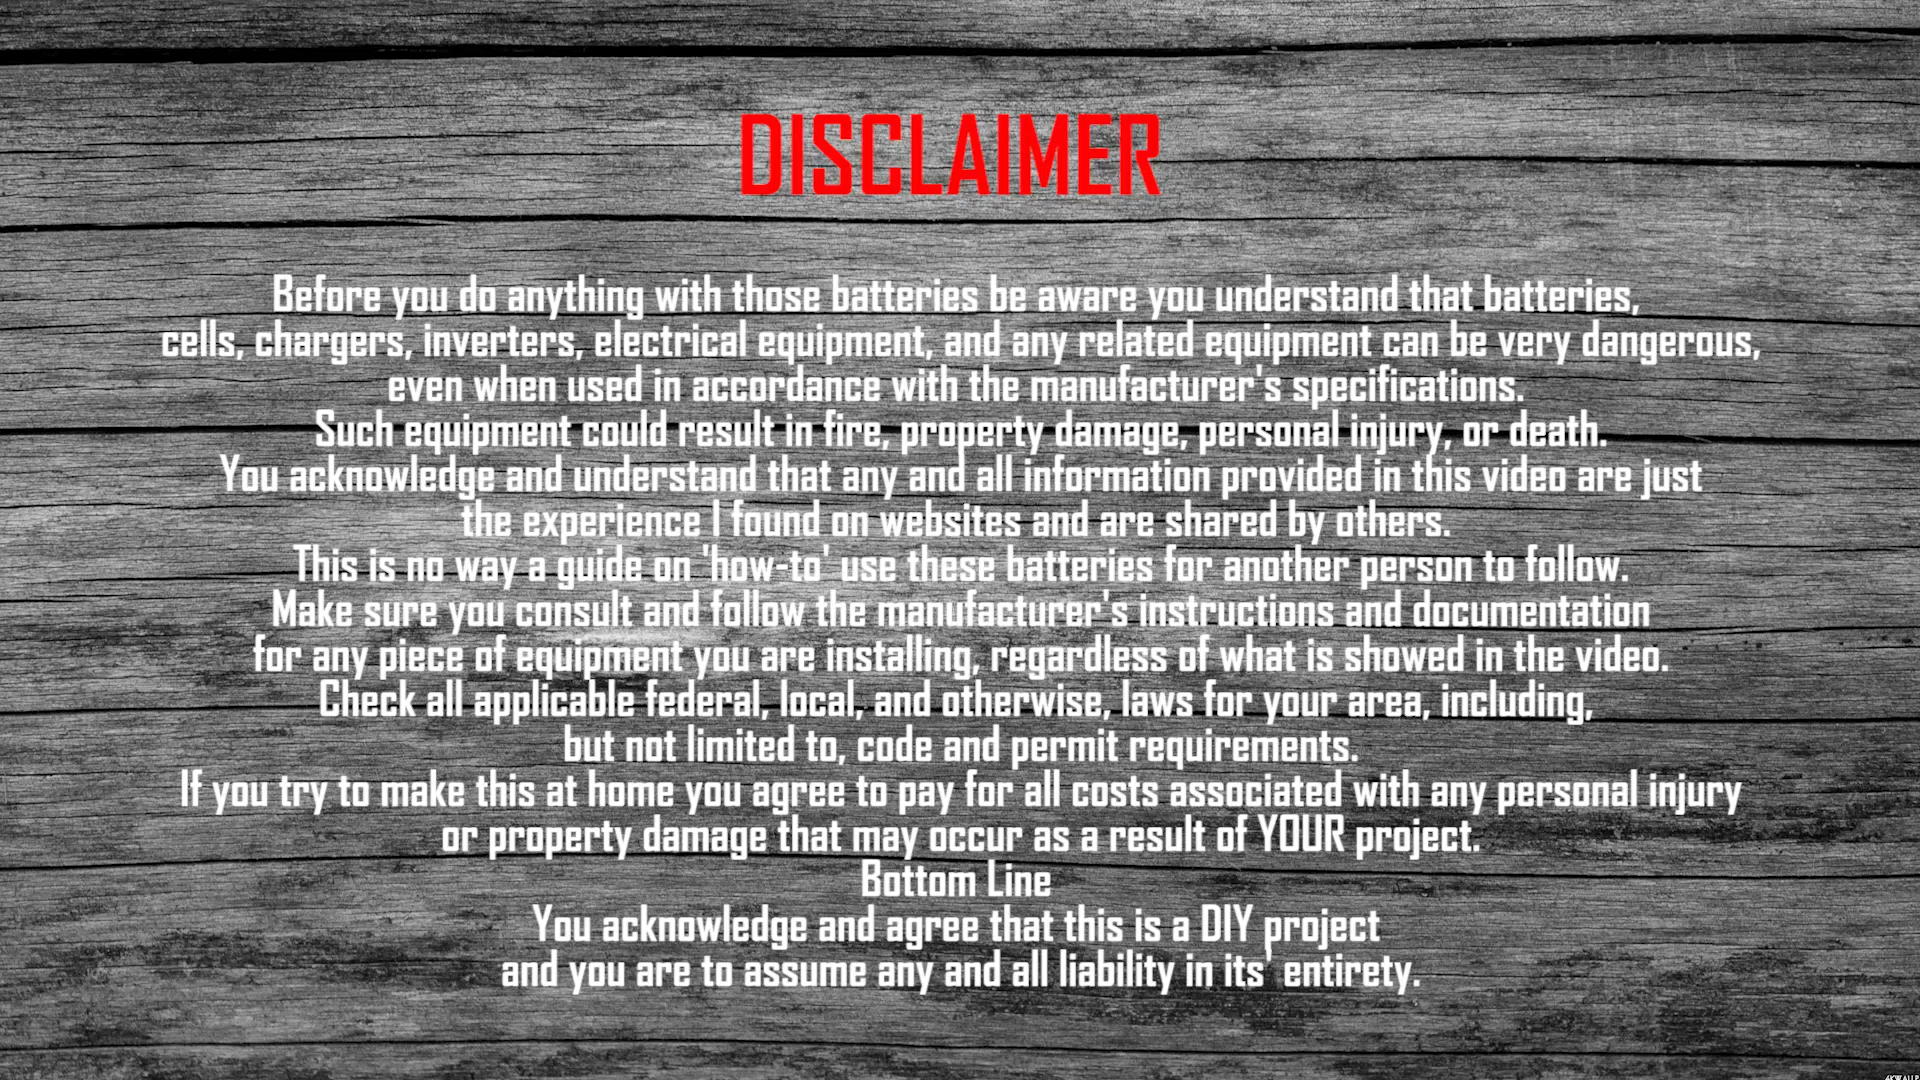 DISCLAIMER
Before you do anything with those batteries be aware you understand that batteries,
cells, chargers, inverters, electrical equipment, and any related equipment can be very dangerous,
even when used in accordance with the manufacturer's specifications.
Such equipment could result in fire, property damage, personal injury, or death.
You acknowledge and understand that any and all information provided in this video are just
the experience I found on websites and are shared by others.
This is no way a guide on 'how-to' use these batteries for another person to follow.
Make sure you consult and follow the manufacturer's instructions and documentation
for any piece of equipment you are installing, regardless of what is showed in the video.
Check all applicable federal, local, and otherwise, laws for your area, including,
but not limited to, code and permit requirements.
If you try to make this at home you agree to pay for all costs associated with any personal injury
or property damage that may occur as a result of YOUR project.
Bottom Line
You acknowledge and agree that this is a DIY project
and you are to assume any and all liability in its' entirety.